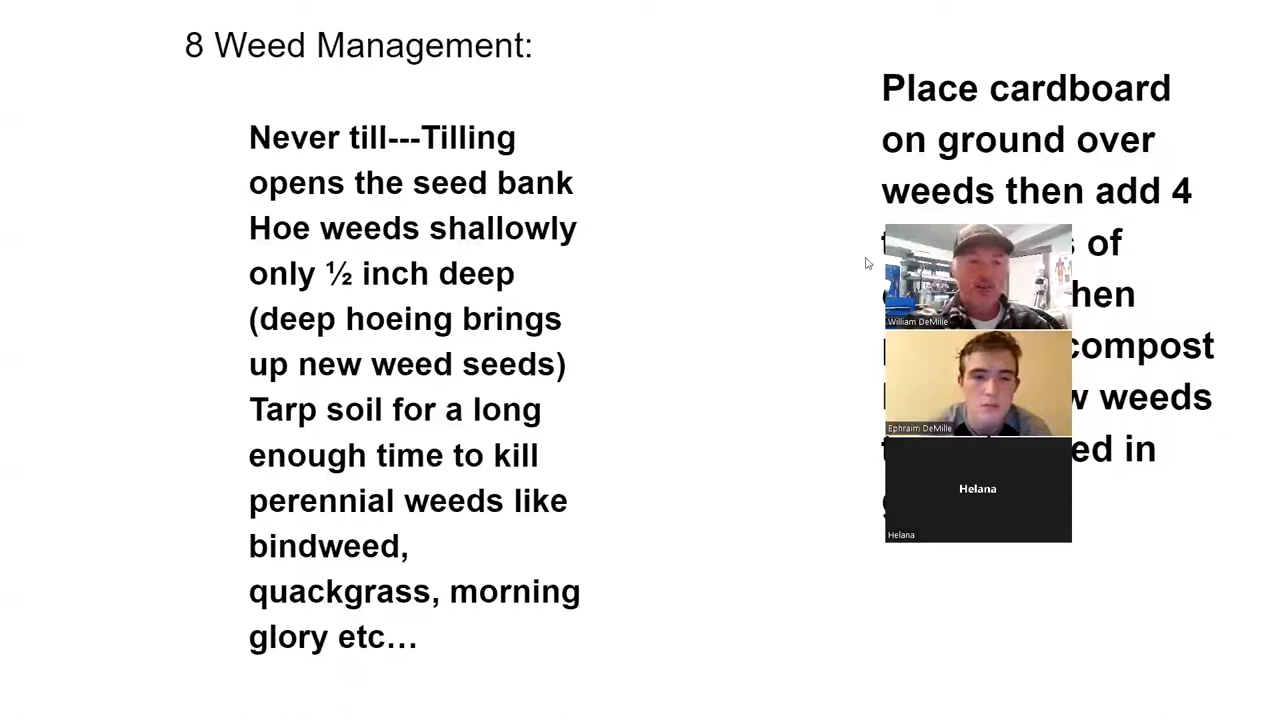 8 Weed Management:
Never till---Tilling
opens the seed bank
Hoe weeds shallowly
only ½ inch deep
(deep hoeing brings
up new weed seeds)
Tarp soil for a long
enough time to kill
perennial weeds like
bindweed,
quackgrass, morning
glory etc…
Place cardboard
on ground over
weeds then add 4
of
compost
weeds
in
William DeMille
Ephraim DeMille
Helana
Helana